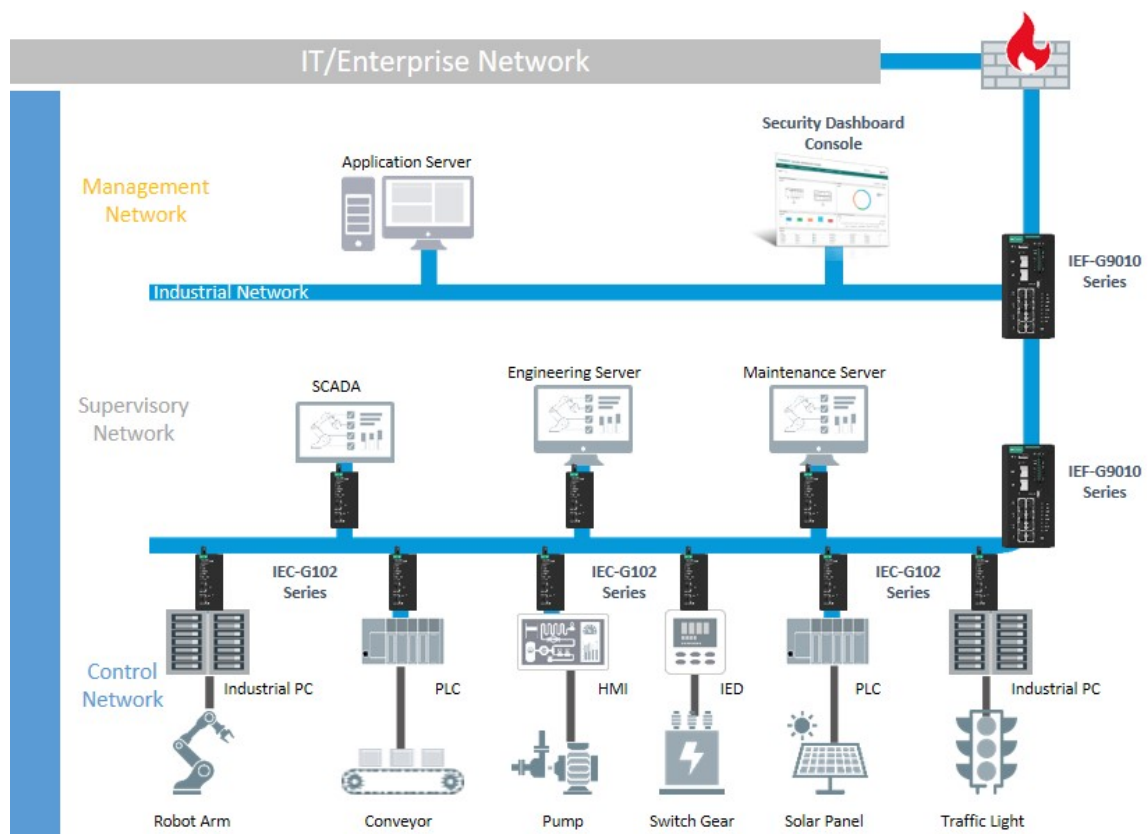 IT/Enterprise Network
Security Dashboard
Console
Application Server
Management
Network
IEF-G9010
Series
Industrial Network
Engineering Server
Maintenance Server
SCADA
Supervisory
Network
IEF-G9010
Series
IEC-G102
Series
IEC-G102
Series
IEC-G102
Series
Control
Network
Industrial PC
PLC
HMI
IED
PLC
Industrial PC
Robot Arm
Conveyor
Pump
Switch Gear
Solar Panel
Traffic Light